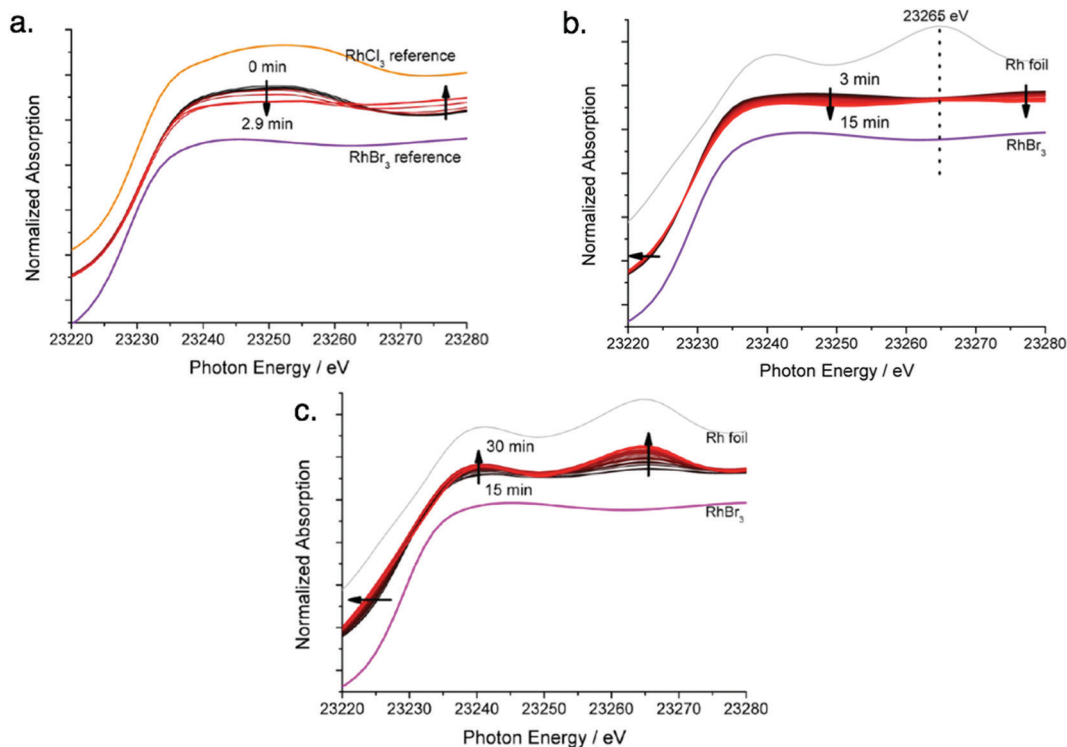 a.
RhCl₃ reference
0 min
2.9 min
RhBr₃ reference
Normalized Absorption
23220 23230 23240 23250 23260 23270 23280
Photon Energy / eV
b.
23265 eV
Rh foil
3 min
15 min
RhBr₃
Normalized Absorption
23220 23230 23240 23250 23260 23270 23280
Photon Energy / eV
c.
Rh foil
30 min
15 min
RhBr₃
Normalized Absorption
23220 23230 23240 23250 23260 23270 23280
Photon Energy / eV